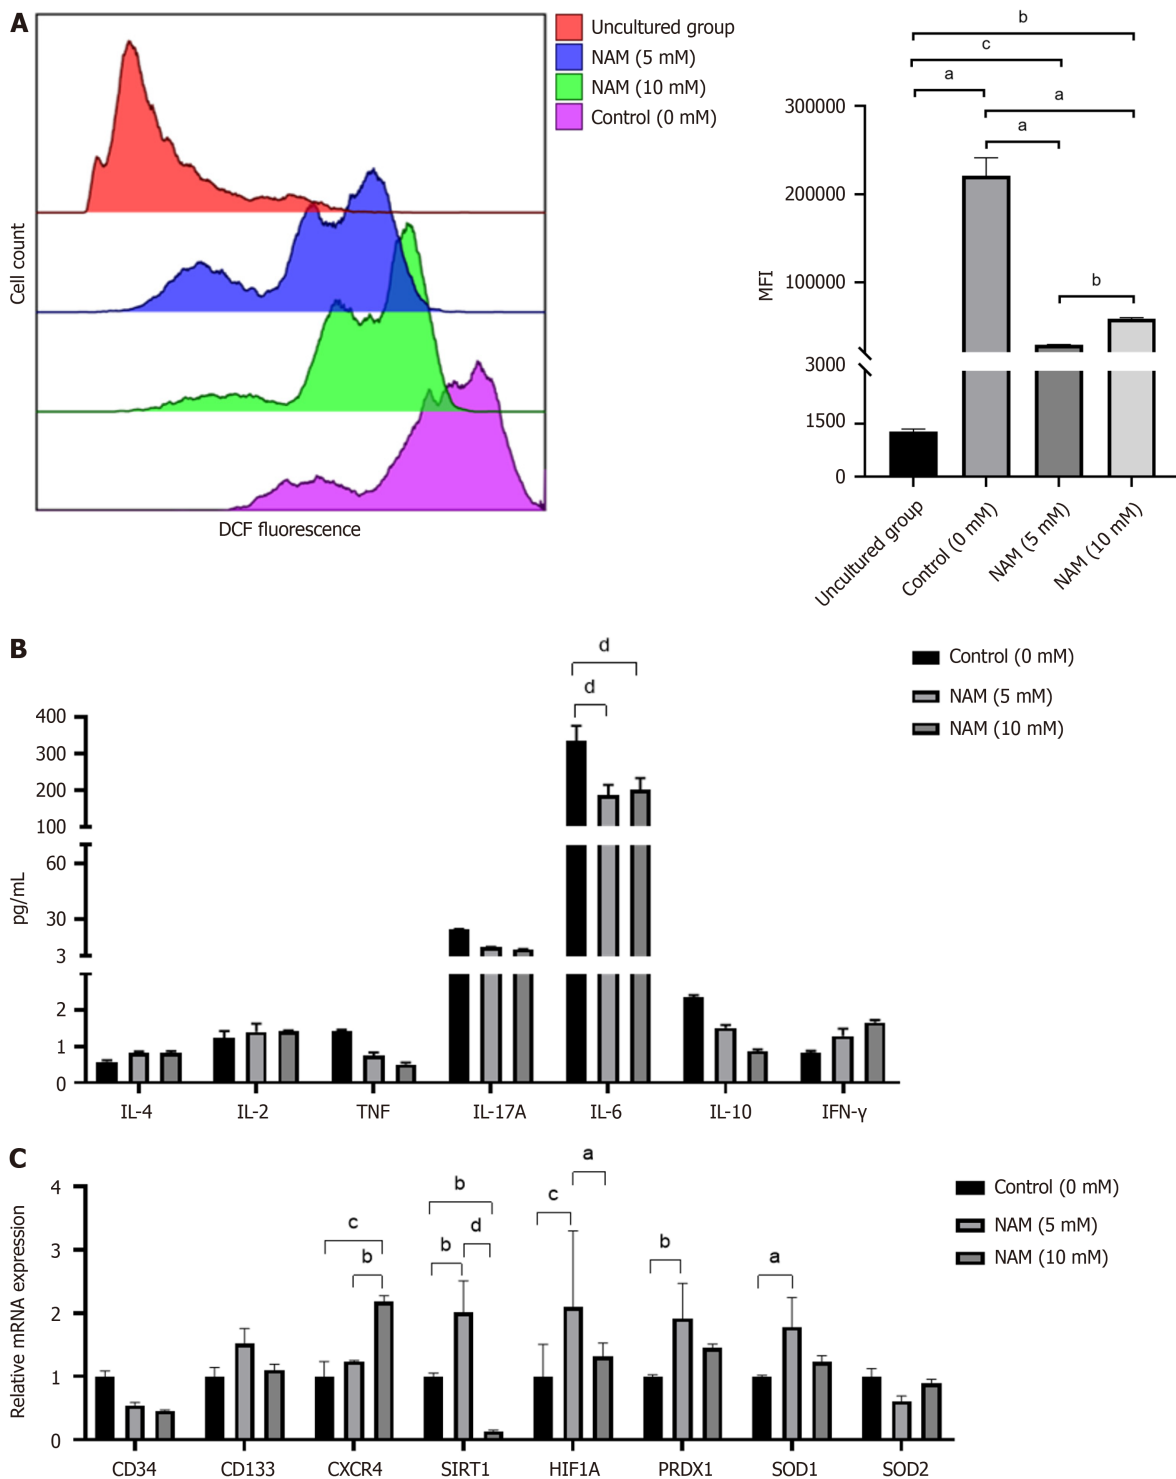 A
Uncultured group
NAM (5 mM)
NAM (10 mM)
Control (0 mM)
Cell count
DCF fluorescence
b
c
a
a
a
b
300000
200000
100000
3000
1500
0
MFI
Uncultured group
Control (0 mM)
NAM (5 mM)
NAM (10 mM)
B
Control (0 mM)
NAM (5 mM)
NAM (10 mM)
d
d
400
300
200
100
60
30
3
2
1
0
pg/mL
IL-4 IL-2 TNF IL-17A IL-6 IL-10 IFN-γ
C
Control (0 mM)
NAM (5 mM)
NAM (10 mM)
4
3
2
1
0
Relative mRNA expression
c
b
b
b
d
c
a
b
a
CD34 CD133 CXCR4 SIRT1 HIF1A PRDX1 SOD1 SOD2